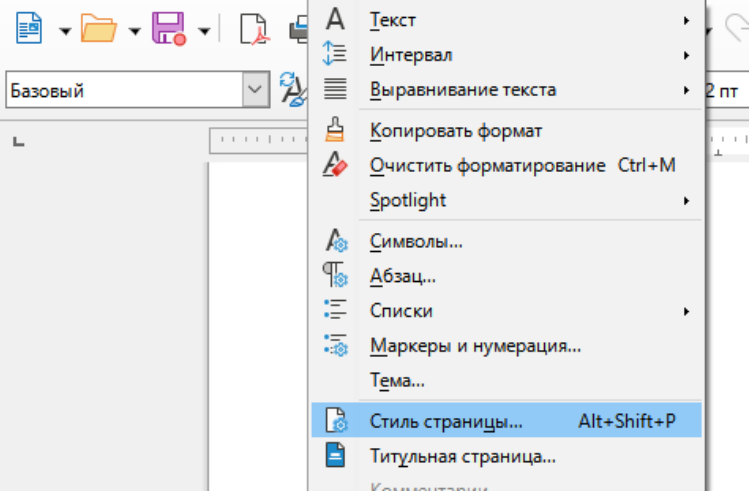 Текст
Интервал
Базовый
Выравнивание текста
2 пт
Копировать формат
Очистить форматирование Ctrl+M
Spotlight
Символы...
Абзац...
Списки
Маркеры и нумерация...
Тема...
Стиль страницы... Alt+Shift+P
Титульная страница...
Комментарии